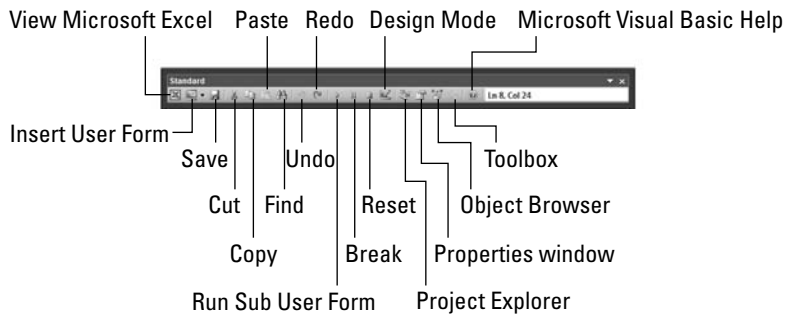 View Microsoft Excel Paste Redo Design Mode Microsoft Visual Basic Help
Standard
Ln 8, Col 24
Insert User Form Save Undo Toolbox
Cut Find Reset Object Browser
Copy Break Properties window
Run Sub User Form Project Explorer